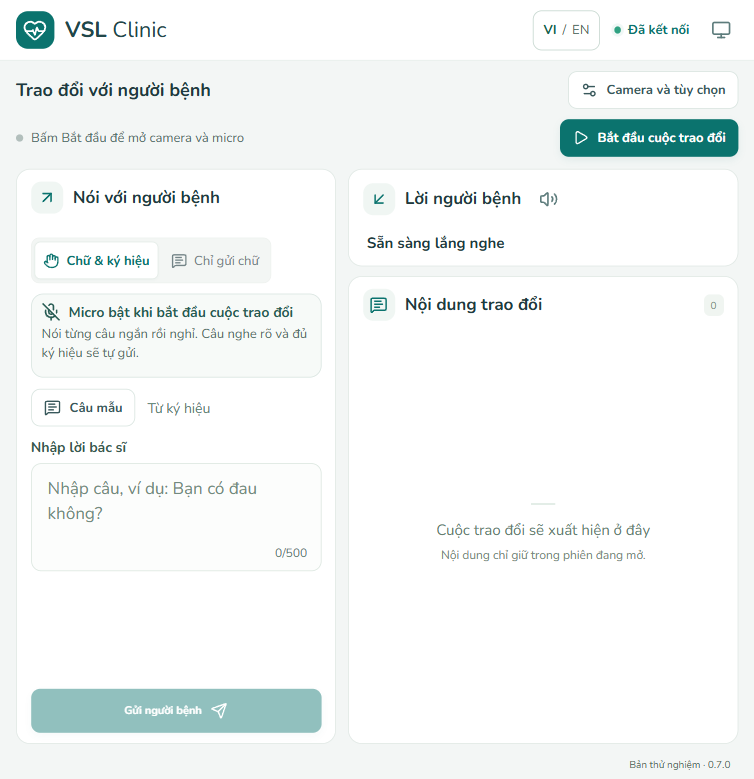 VSL Clinic
VI / EN
Đã kết nối
Trao đổi với người bệnh
Camera và tùy chọn
Bấm Bắt đầu để mở camera và micro
Bắt đầu cuộc trao đổi
Nói với người bệnh
Chữ & ký hiệu
Chỉ gửi chữ
Micro bật khi bắt đầu cuộc trao đổi
Nói từng câu ngắn rồi nghỉ. Câu nghe rõ và đủ
ký hiệu sẽ tự gửi.
Câu mẫu
Từ ký hiệu
Nhập lời bác sĩ
Nhập câu, ví dụ: Bạn có đau
không?
0/500
Gửi người bệnh
Lời người bệnh
Sẵn sàng lắng nghe
Nội dung trao đổi
0
Cuộc trao đổi sẽ xuất hiện ở đây
Nội dung chỉ giữ trong phiên đang mở.
Bản thử nghiệm · 0.7.0